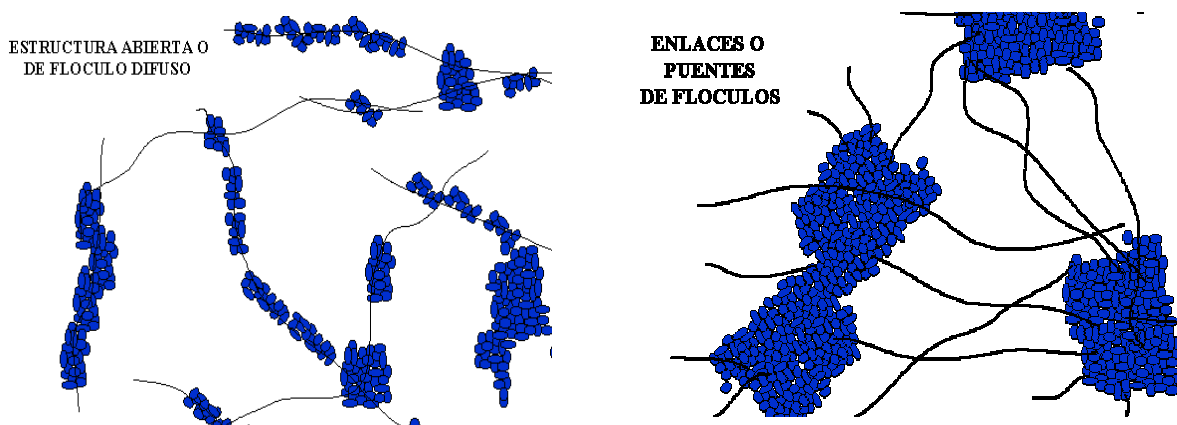 ESTRUCTURA ABIERTA O
DE FLOCULO DIFUSO
ENLACES O
PUENTES
DE FLOCULOS